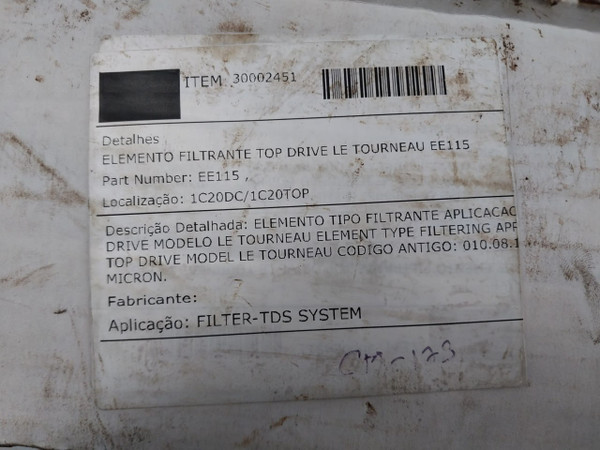 ITEM 30002451
Detalhes
ELEMENTO FILTRANTE TOP DRIVE LE TOURNEAU EE115
Part Number: EE115 ,
Localização: 1C20DC/1C20TOP
Descrição Detalhada: ELEMENTO TIPO FILTRANTE APLICACAC
DRIVE MODELO LE TOURNEAU ELEMENT TYPE FILTERING APP
TOP DRIVE MODEL LE TOURNEAU CODIGO ANTIGO: 010.08.1
MICRON.
Fabricante:
Aplicação: FILTER-TDS SYSTEM